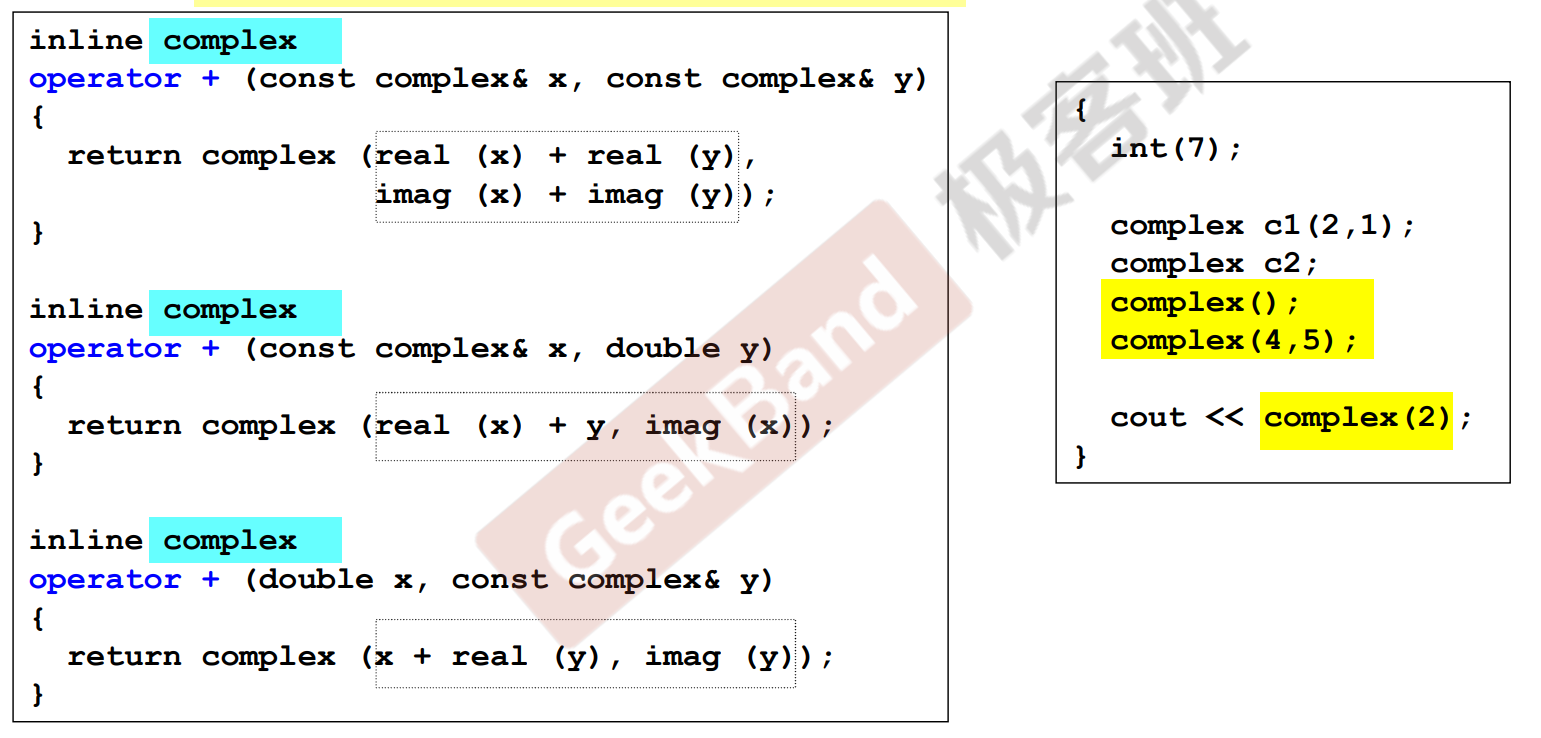 inline complex
operator + (const complex& x, const complex& y)
{
  return complex (real (x) + real (y),
                  imag (x) + imag (y));
}

inline complex
operator + (const complex& x, double y)
{
  return complex (real (x) + y, imag (x));
}

inline complex
operator + (double x, const complex& y)
{
  return complex (x + real (y), imag (y));
}

{
  int(7);

  complex c1(2,1);
  complex c2;
  complex();
  complex(4,5);

  cout << complex(2);
}
GeekBand 极客班